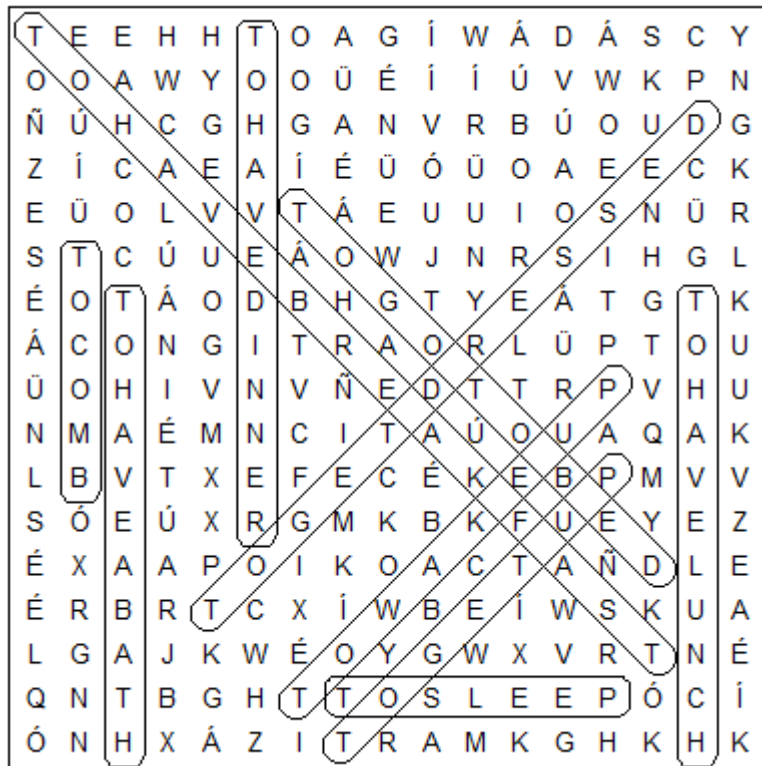 T E E H H T O A G Í W Á D Á S C Y
O O A W Y O O Ü É Í Í Ú V W K P N
Ñ Ú H C G H G A N V R B Ú O U D G
Z Í C A E A Í É Ü Ó Ü O A E E C K
E Ü O L V V T Á E U U I O S N Ü R
S T C Ú U E Á O W J N R S I H G L
É O T Á O D B H G T Y E Á T G T K
Á C O N G I T R A O R L Ü P T O U
Ü O H I V N V Ñ E D T T R P V H U
N M A É M N C I T A Ú O U A Q A K
L B V T X E F E C É K E B P M V V
S Ó E Ú X R G M K B K F U E Y E Z
É X A A P O I K O A C T A Ñ D L E
É R B R T C X Í W B E Í W S K U A
L G A J K W É O Y G W X V R T N É
Q N T B G H T T O S L E E P Ó C Í
Ó N H X Á Z I T R A M K G H K H K